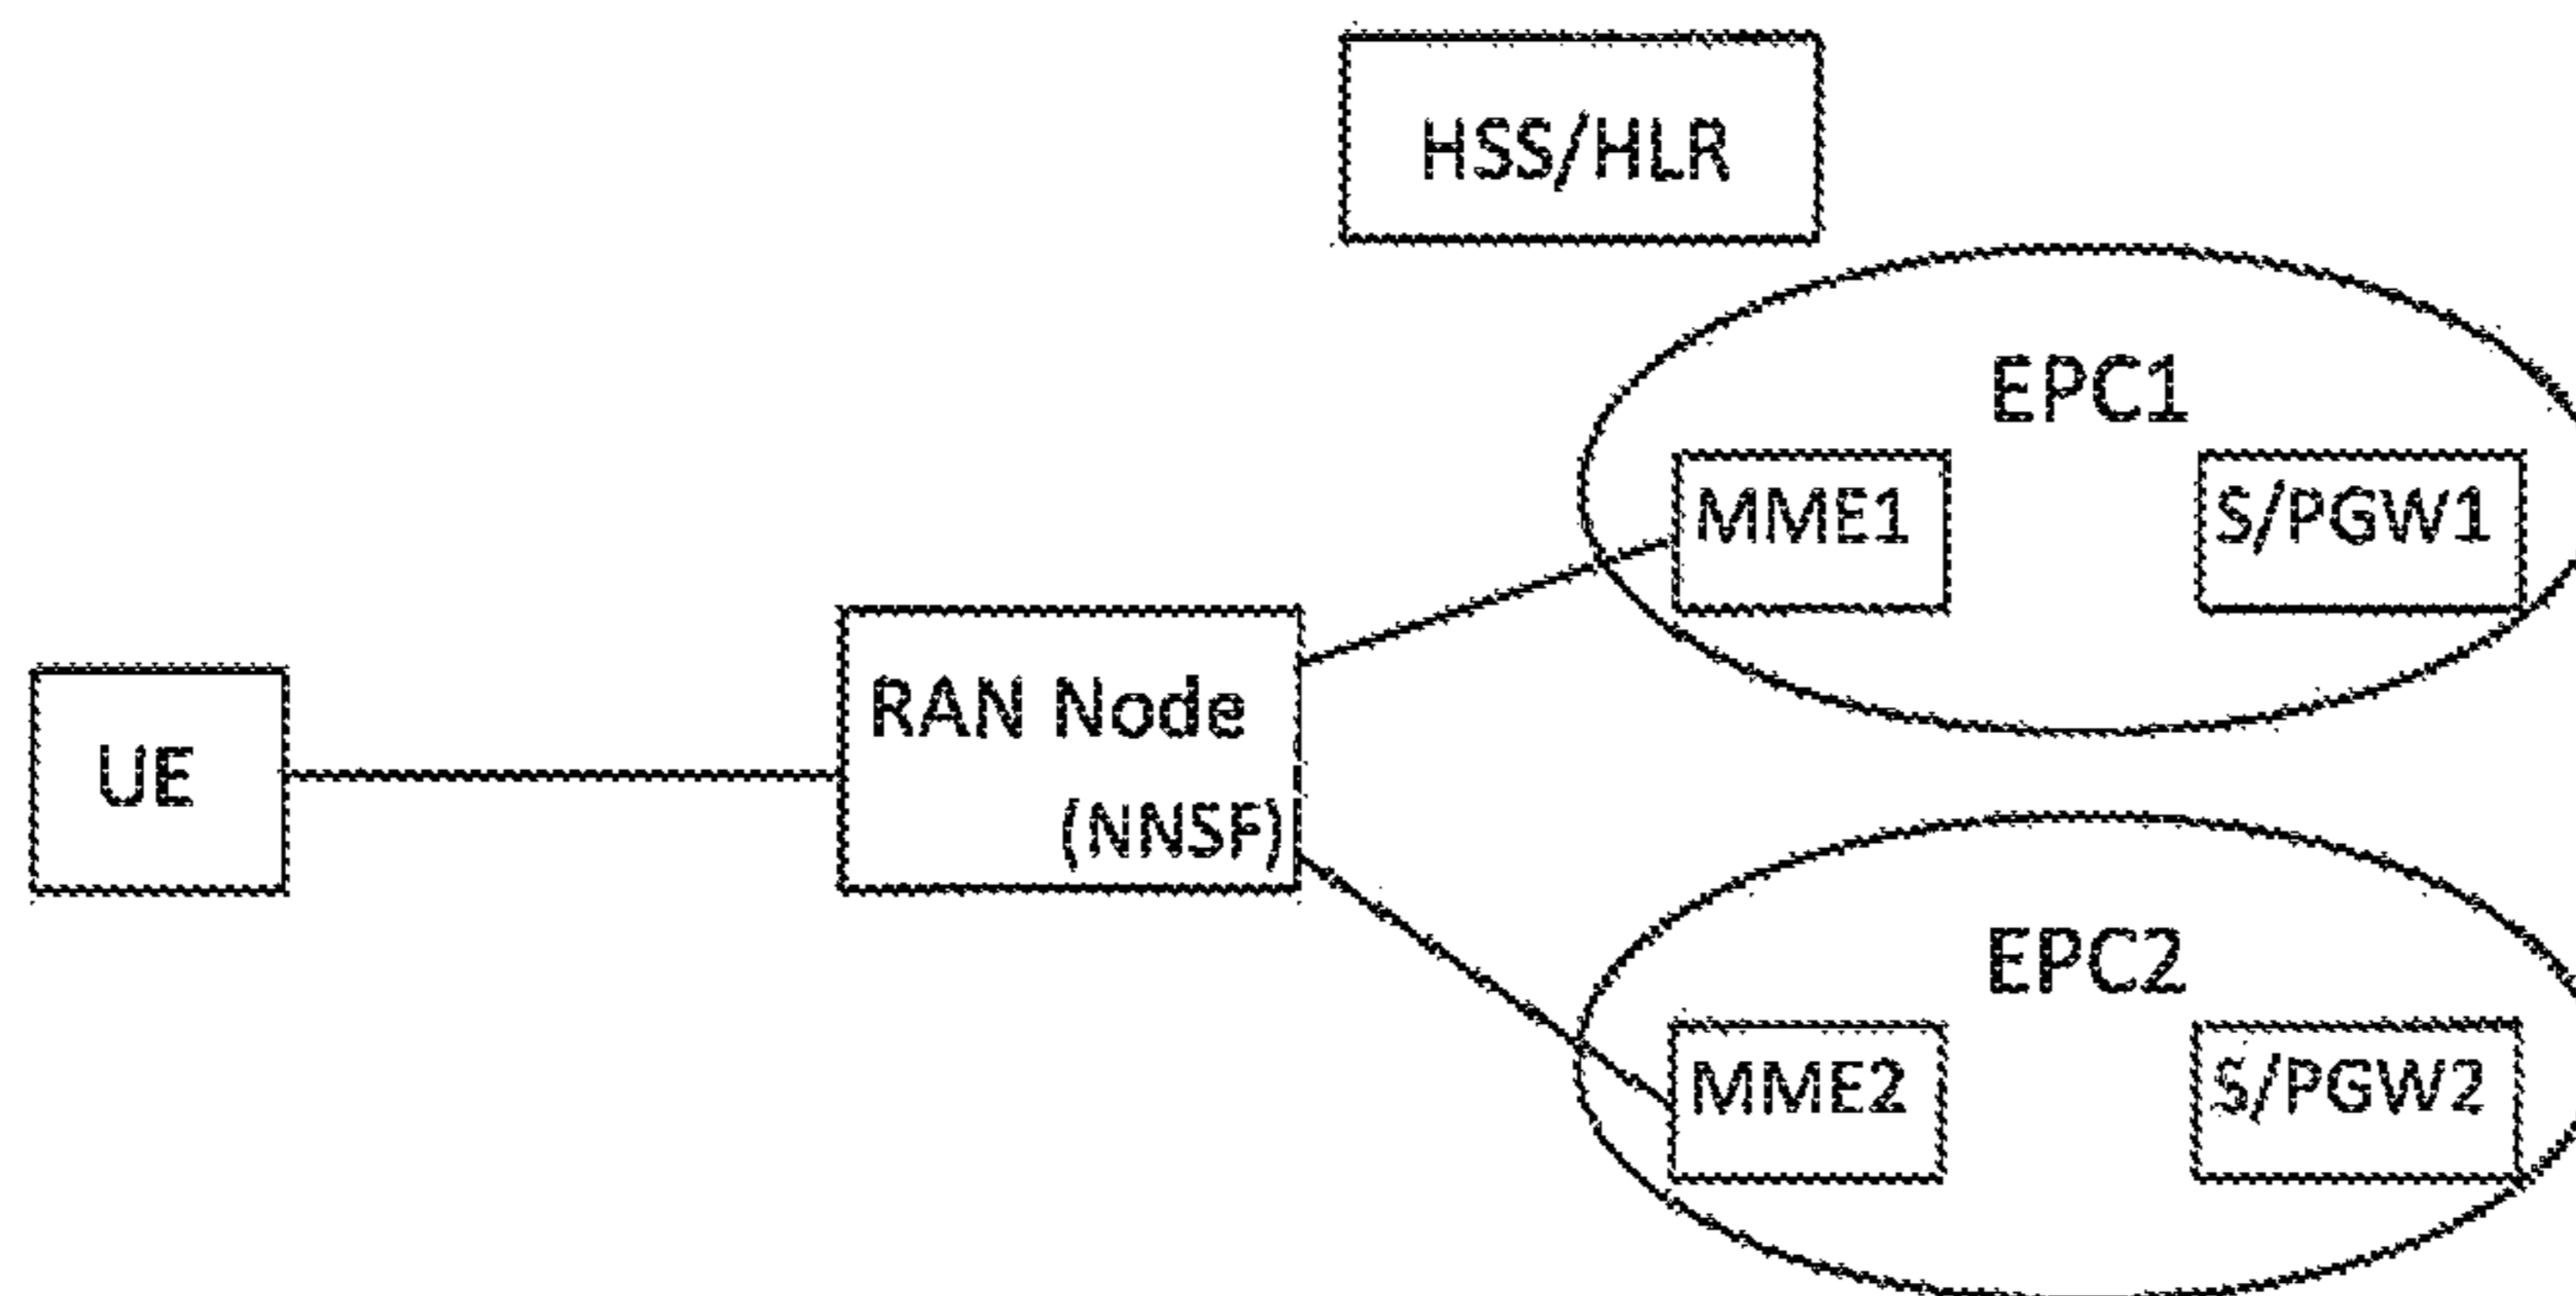 HSS/HLR
EPC1
MME1
S/PGW1
RAN Node
(NNSF)
UE
EPC2
MME2
S/PGW2